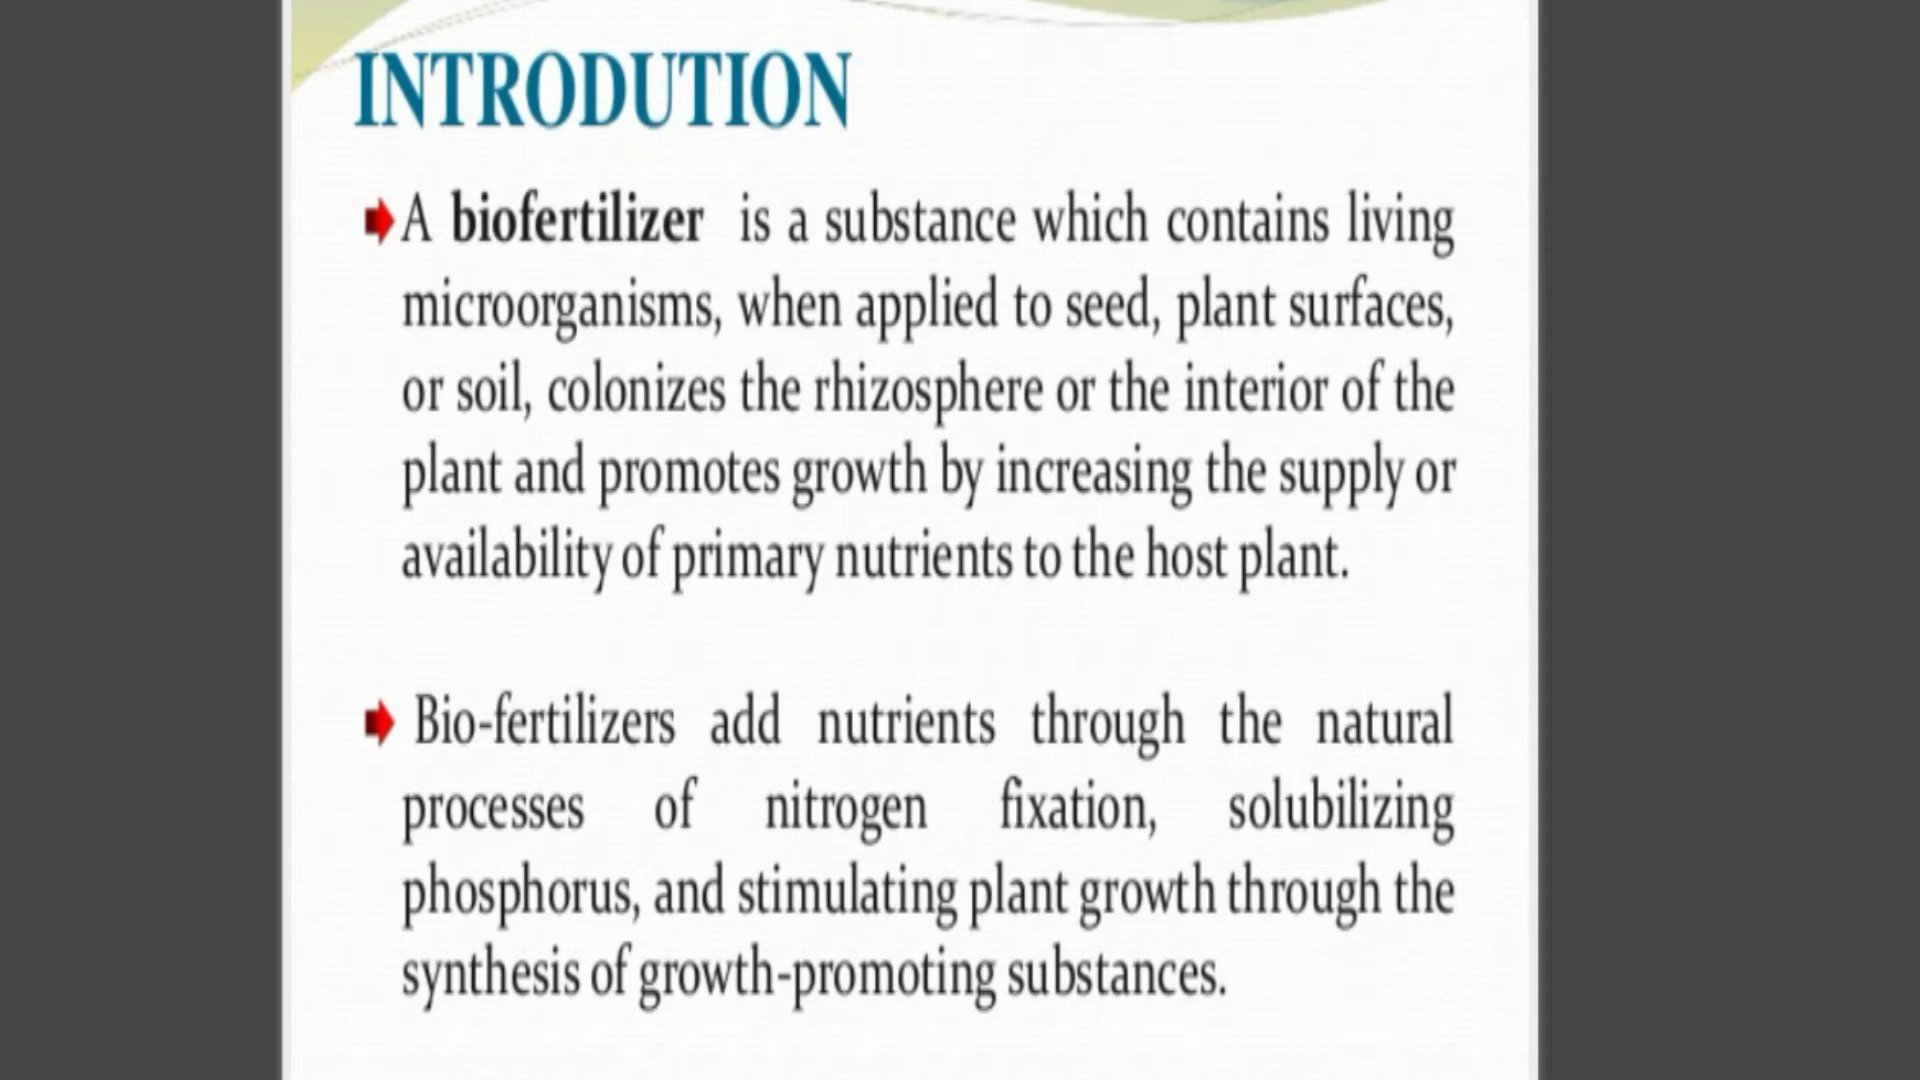 INTRODUTION
A biofertilizer is a substance which contains living
microorganisms, when applied to seed, plant surfaces,
or soil, colonizes the rhizosphere or the interior of the
plant and promotes growth by increasing the supply or
availability of primary nutrients to the host plant.
Bio-fertilizers add nutrients through the natural
processes of nitrogen fixation, solubilizing
phosphorus, and stimulating plant growth through the
synthesis of growth-promoting substances.